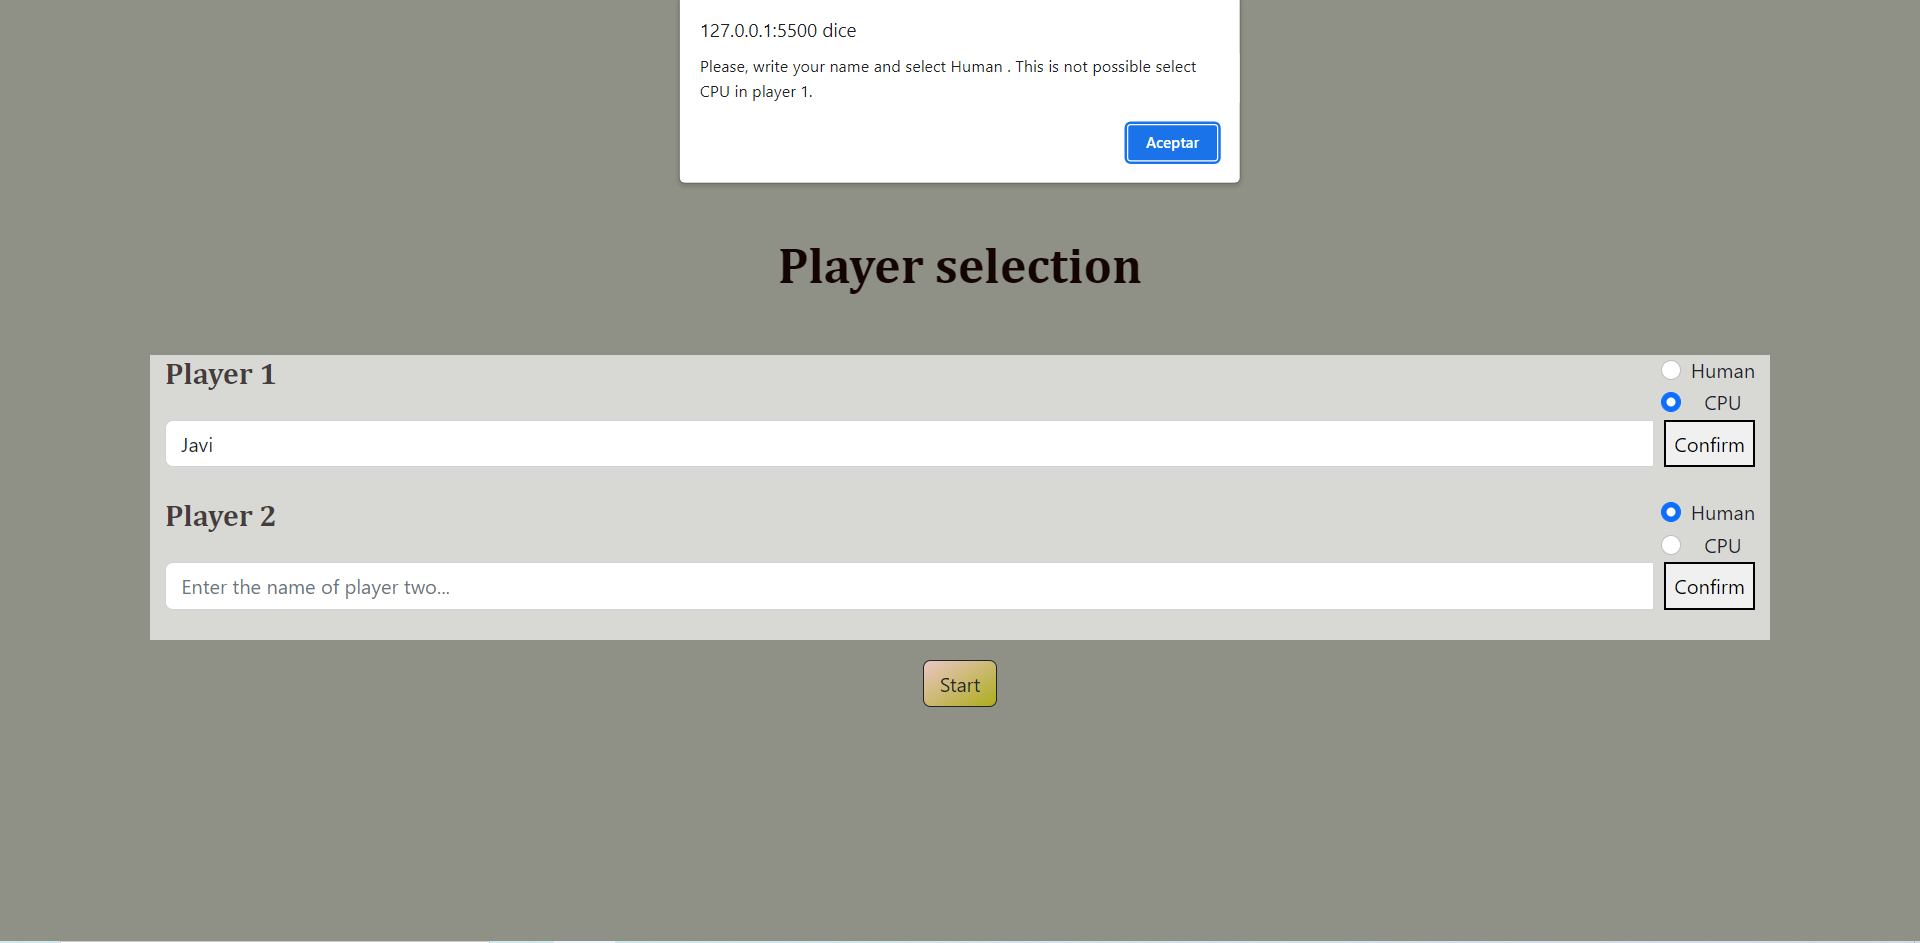 127.0.0.1:5500 dice
Please, write your name and select Human . This is not possible select
CPU in player 1.
Aceptar
Player selection
Player 1
Human
CPU
Javi
Confirm
Player 2
Human
CPU
Enter the name of player two...
Confirm
Start